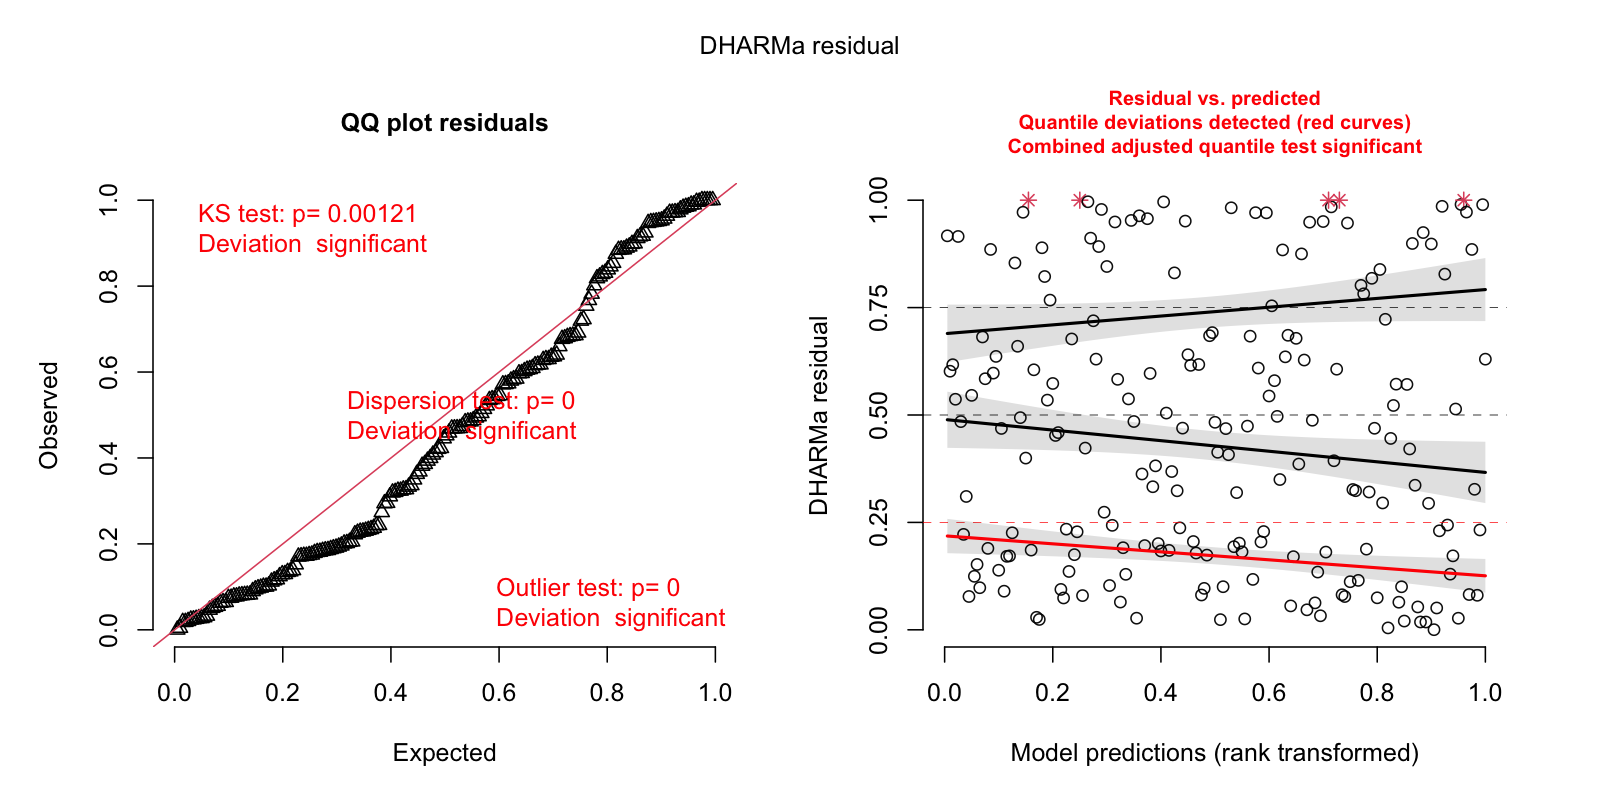 DHARMa residual
QQ plot residuals
KS test: p= 0.00121
Deviation  significant
Dispersion test: p= 0
Deviation  significant
Outlier test: p= 0
Deviation  significant
Observed
0.0
0.2
0.4
0.6
0.8
1.0
0.0
0.2
0.4
0.6
0.8
1.0
Expected
Residual vs. predicted
Quantile deviations detected (red curves)
Combined adjusted quantile test significant
DHARMa residual
0.00
0.25
0.50
0.75
1.00
0.0
0.2
0.4
0.6
0.8
1.0
Model predictions (rank transformed)